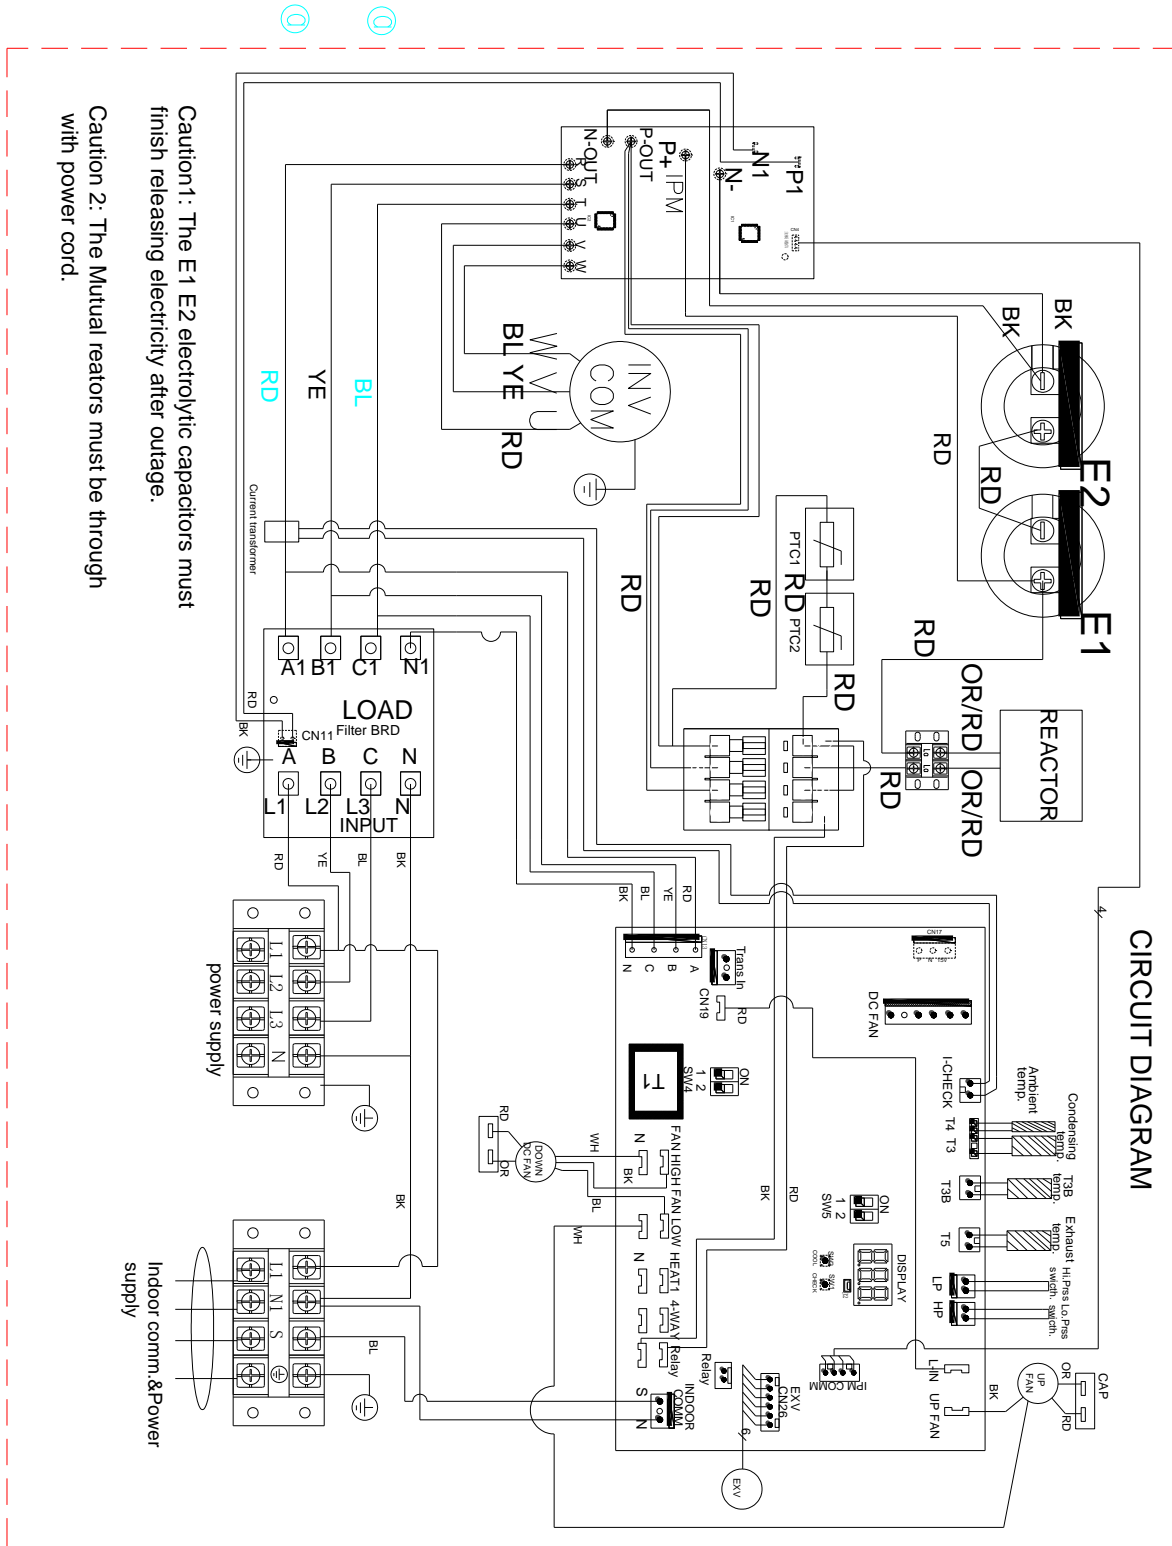 CIRCUIT DIAGRAM
Caution1: The E1 E2 electrolytic capacitors must
finish releasing electricity after outage.
Caution 2: The Mutual reators must be through
with power cord.
N-OUT
P-OUT
P+
IPM
N1
P1
N-
R
S
T
U
V
W
BK
BK
E2
RD
RD
E1
RD
INV
COM
W
V
U
BL
YE
RD
RD
YE
BL
Current transformer
PTC1
PTC2
RD
RD
RD
RD
OR/RD
OR/RD
RD
REACTOR
A1
B1
C1
N1
LOAD
Filter BRD
CN11
RD
BK
A
B
C
N
L1
L2
L3
N
INPUT
RD
YE
BL
BK
L1
L2
L3
N
power supply
BK
L1
N1
S
BL
Indoor comm.&Power
supply
BK
BL
YE
RD
N
C
B
A
Trans In
CN19
RD
T1
ON
1 2
SW4
CN17
DC FAN
I-CHECK
Ambient
temp.
T4
T3
Condensing
temp.
T3B
temp.
T3B
Exhaust
temp.
T5
Hi.Prss
swicth.
Lo.Prss
swicth.
LP
HP
DISPLAY
ON
1 2
SW5
SW2
COOL
SW1
CHECK
RD
OR
DOWN
DC FAN
WH
BK
BL
WH
FAN HIGH
FAN LOW
HEAT1
4-WAY
Relay
N
N
BK
RD
Relay
INDOOR
COMM
S
N
EXV
CN26
6
EXV
IPM COMM
L-IN
UP FAN
BK
UP
FAN
OR
RD
CAP
4